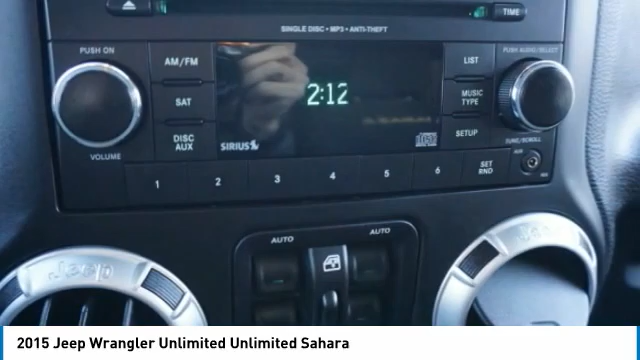 TIME
SINGLE DISC • MP3 • ANTI-THEFT
PUSH ON
PUSH AUDIO/SELECT
AM/FM
LIST
2:12
SAT
MUSIC
TYPE
DISC
AUX
SIRIUS
SETUP
VOLUME
TUNE/SCROLL
AUX
1 2 3 4 5 6
SET
RND
AUTO AUTO
Jeep
Jeep
2015 Jeep Wrangler Unlimited Unlimited Sahara